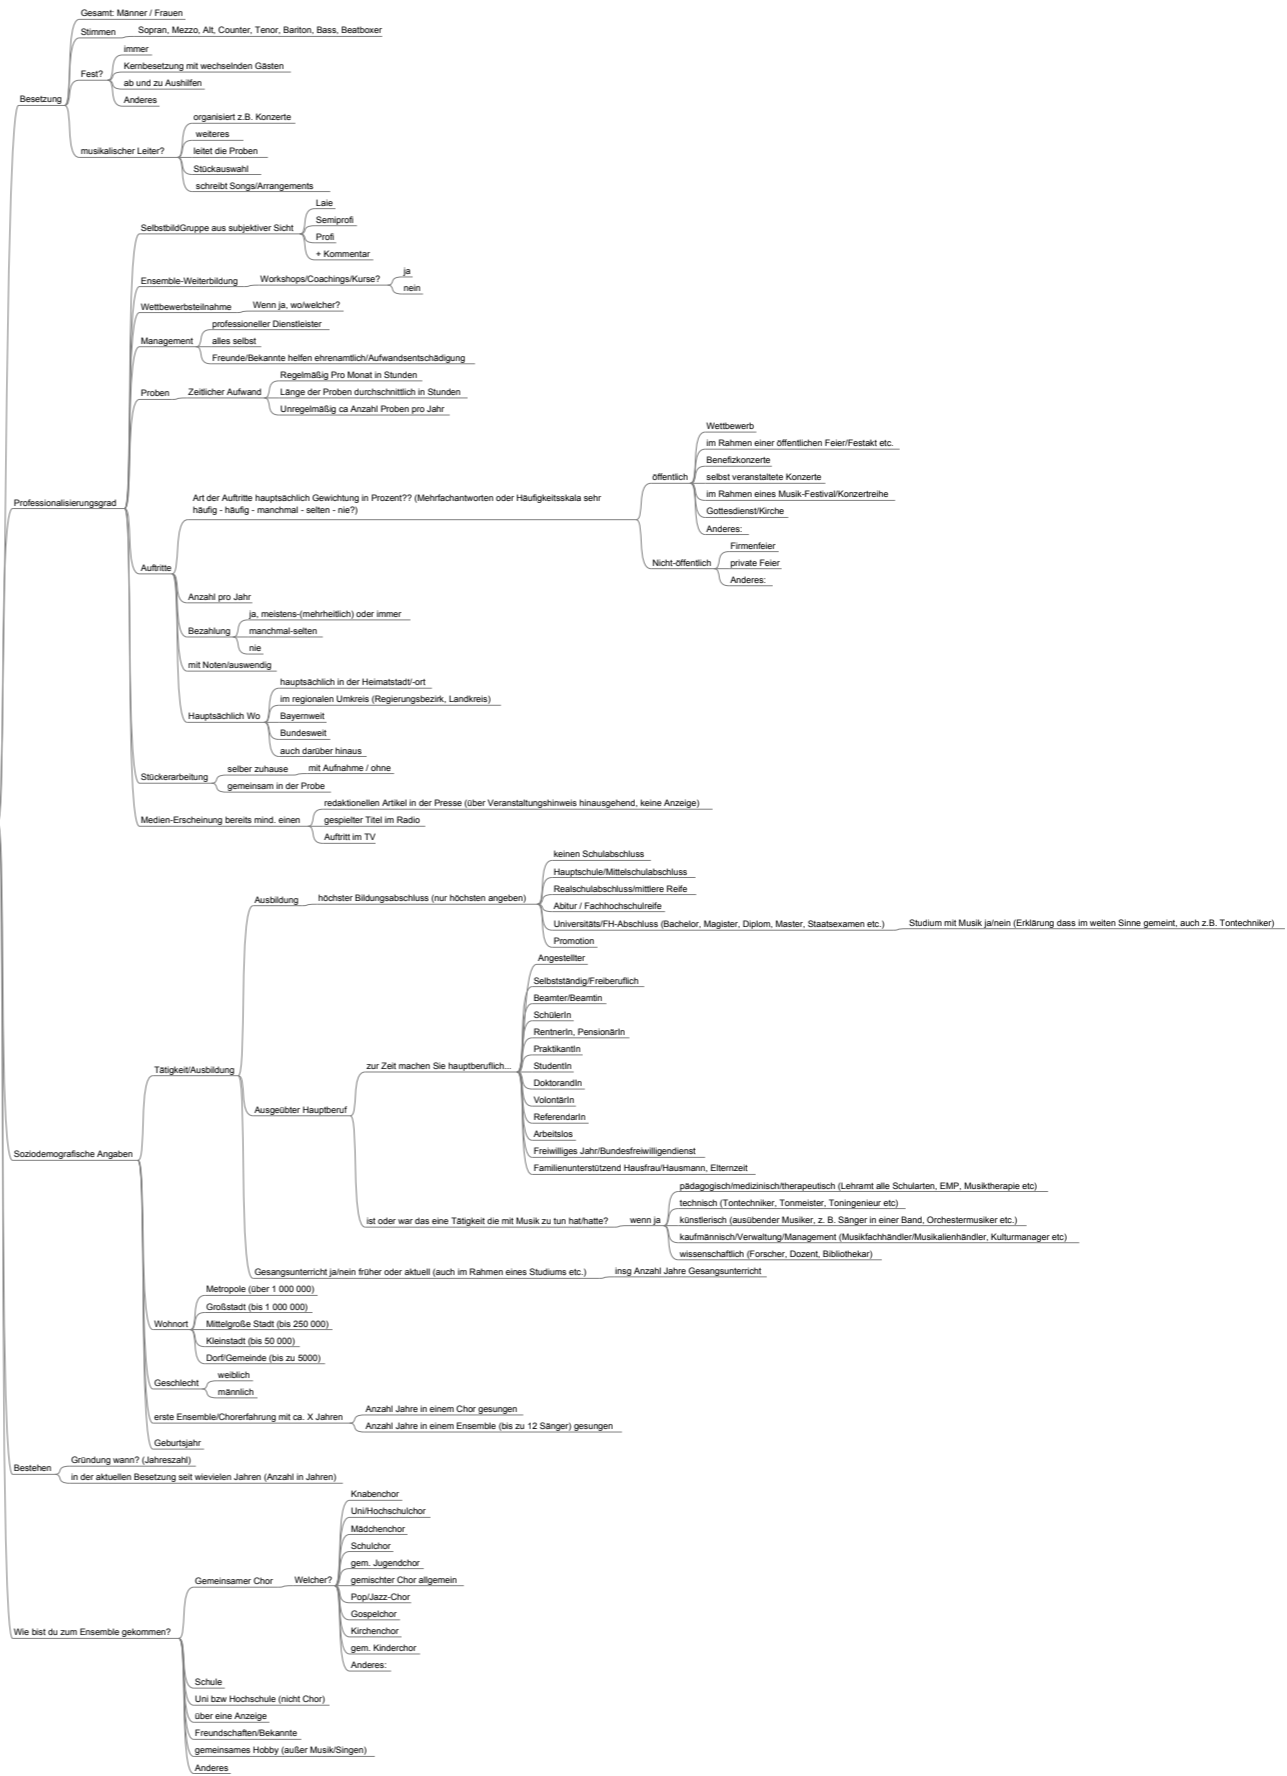 Gesamt: Männer / Frauen
Stimmen
Sopran, Mezzo, Alt, Counter, Tenor, Bariton, Bass, Beatboxer
immer
Kernbesetzung mit wechselnden Gästen
Fest?
ab und zu Aushilfen
Anderes
Besetzung
organisiert z.B. Konzerte
weiteres
musikalischer Leiter?
leitet die Proben
Stückauswahl
schreibt Songs/Arrangements
Laie
Semiprofi
SelbstbildGruppe aus subjektiver Sicht
Profi
+ Kommentar
Ensemble-Weiterbildung
Workshops/Coachings/Kurse?
ja
nein
Wettbewerbsteilnahme
Wenn ja, wo/welcher?
professioneller Dienstleister
Management
alles selbst
Freunde/Bekannte helfen ehrenamtlich/Aufwandsentschädigung
Regelmäßig Pro Monat in Stunden
Proben
Zeitlicher Aufwand
Länge der Proben durchschnittlich in Stunden
Unregelmäßig ca Anzahl Proben pro Jahr
Wettbewerb
im Rahmen einer öffentlichen Feier/Festakt etc.
Benefizkonzerte
öffentlich
selbst veranstaltete Konzerte
im Rahmen eines Musik-Festival/Konzertreihe
Gottesdienst/Kirche
Anderes:
Professionalisierungsgrad
Art der Auftritte hauptsächlich Gewichtung in Prozent?? (Mehrfachantworten oder Häufigkeitsskala sehr
häufig - häufig - manchmal - selten - nie?)
Firmenfeier
Nicht-öffentlich
private Feier
Anderes:
Auftritte
Anzahl pro Jahr
ja, meistens-(mehrheitlich) oder immer
Bezahlung
manchmal-selten
nie
mit Noten/auswendig
hauptsächlich in der Heimatstadt/-ort
im regionalen Umkreis (Regierungsbezirk, Landkreis)
Hauptsächlich Wo
Bayernweit
Bundesweit
auch darüber hinaus
Stückerarbeitung
selber zuhause
mit Aufnahme / ohne
gemeinsam in der Probe
redaktionellen Artikel in der Presse (über Veranstaltungshinweis hinausgehend, keine Anzeige)
Medien-Erscheinung bereits mind. einen
gespielter Titel im Radio
Auftritt im TV
keinen Schulabschluss
Hauptschule/Mittelschulabschluss
Realschulabschluss/mittlere Reife
Ausbildung
höchster Bildungsabschluss (nur höchsten angeben)
Abitur / Fachhochschulreife
Universitäts/FH-Abschluss (Bachelor, Magister, Diplom, Master, Staatsexamen etc.)
Studium mit Musik ja/nein (Erklärung dass im weiten Sinne gemeint, auch z.B. Tontechniker)
Promotion
Angestellter
Selbstständig/Freiberuflich
Beamter/Beamtin
SchülerIn
RentnerIn, PensionärIn
PraktikantIn
Tätigkeit/Ausbildung
zur Zeit machen Sie hauptberuflich...
StudentIn
DoktorandIn
VolontärIn
Ausgeübter Hauptberuf
ReferendarIn
Arbeitslos
Freiwilliges Jahr/Bundesfreiwilligendienst
Familienunterstützend Hausfrau/Hausmann, Elternzeit
Soziodemografische Angaben
pädagogisch/medizinisch/therapeutisch (Lehramt alle Schularten, EMP, Musiktherapie etc)
technisch (Tontechniker, Tonmeister, Toningenieur etc)
ist oder war das eine Tätigkeit die mit Musik zu tun hat/hatte?
wenn ja
künstlerisch (ausübender Musiker, z. B. Sänger in einer Band, Orchestermusiker etc.)
kaufmännisch/Verwaltung/Management (Musikfachhändler/Musikalienhändler, Kulturmanager etc)
wissenschaftlich (Forscher, Dozent, Bibliothekar)
Gesangsunterricht ja/nein früher oder aktuell (auch im Rahmen eines Studiums etc.)
insg Anzahl Jahre Gesangsunterricht
Metropole (über 1 000 000)
Großstadt (bis 1 000 000)
Wohnort
Mittelgroße Stadt (bis 250 000)
Kleinstadt (bis 50 000)
Dorf/Gemeinde (bis zu 5000)
Geschlecht
weiblich
männlich
erste Ensemble/Chorerfahrung mit ca. X Jahren
Anzahl Jahre in einem Chor gesungen
Anzahl Jahre in einem Ensemble (bis zu 12 Sänger) gesungen
Geburtsjahr
Bestehen
Gründung wann? (Jahreszahl)
in der aktuellen Besetzung seit wievielen Jahren (Anzahl in Jahren)
Knabenchor
Uni/Hochschulchor
Mädchenchor
Schulchor
gem. Jugendchor
Gemeinsamer Chor
Welcher?
gemischter Chor allgemein
Pop/Jazz-Chor
Gospelchor
Kirchenchor
gem. Kinderchor
Anderes:
Wie bist du zum Ensemble gekommen?
Schule
Uni bzw Hochschule (nicht Chor)
über eine Anzeige
Freundschaften/Bekannte
gemeinsames Hobby (außer Musik/Singen)
Anderes